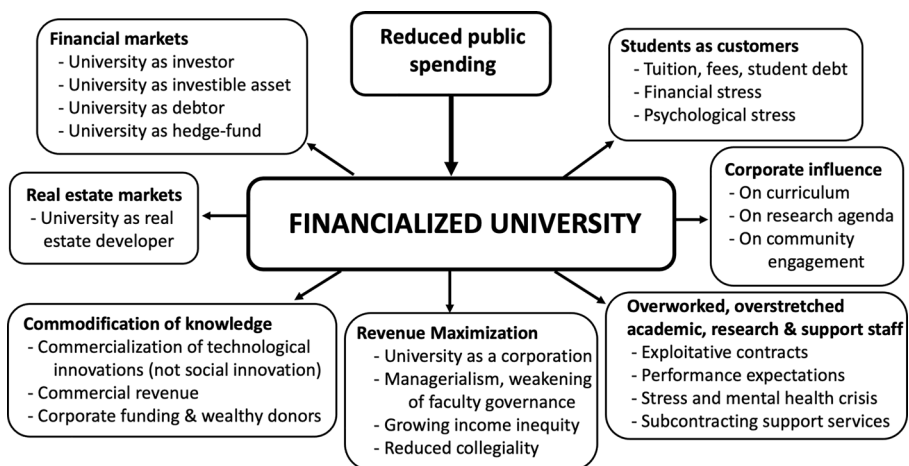 Financial markets
- University as investor
- University as investible asset
- University as debtor
- University as hedge-fund
Reduced public
spending
Students as customers
- Tuition, fees, student debt
- Financial stress
- Psychological stress
Real estate markets
- University as real
estate developer
FINANCIALIZED UNIVERSITY
Corporate influence
- On curriculum
- On research agenda
- On community
engagement
Commodification of knowledge
- Commercialization of technological
innovations (not social innovation)
- Commercial revenue
- Corporate funding & wealthy donors
Revenue Maximization
- University as a corporation
- Managerialism, weakening
of faculty governance
- Growing income inequity
- Reduced collegiality
Overworked, overstretched
academic, research & support staff
- Exploitative contracts
- Performance expectations
- Stress and mental health crisis
- Subcontracting support services